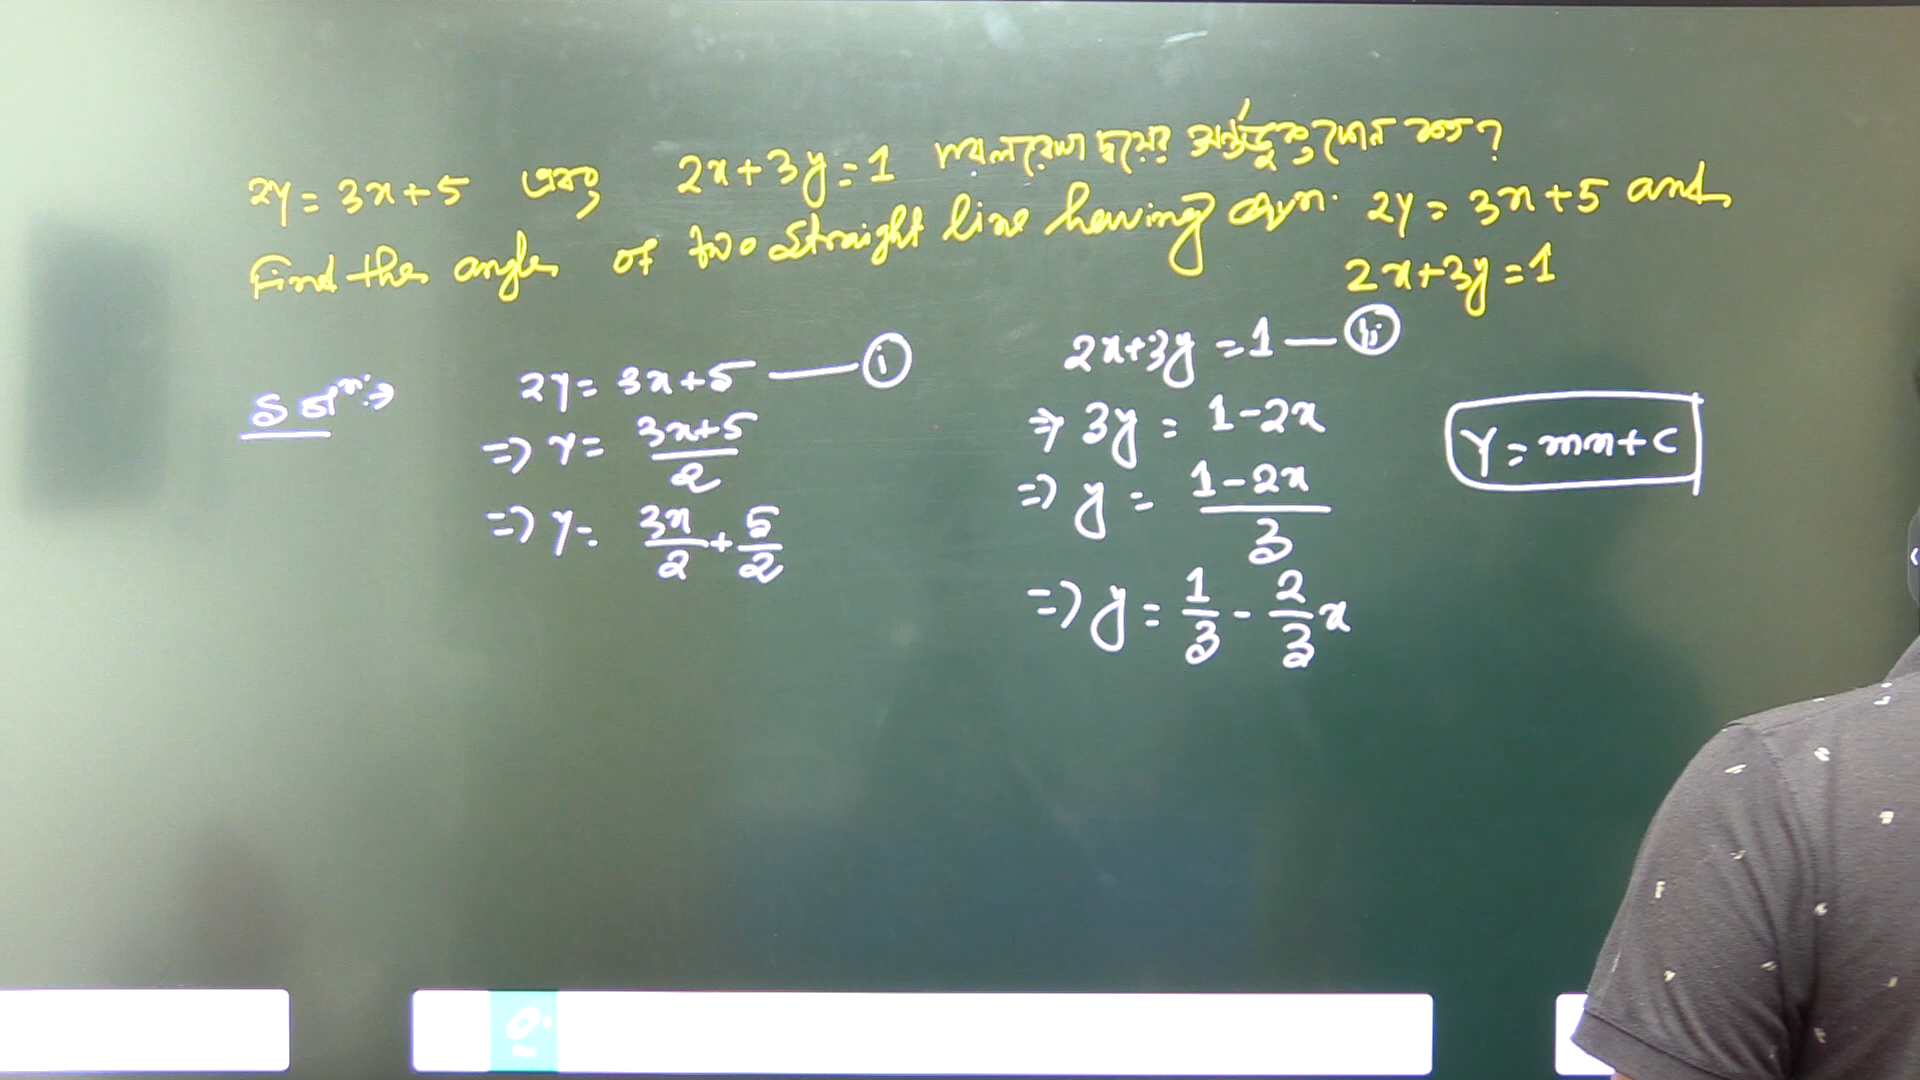 2y = 3x+5 এবং 2x+3y=1 সরলরেখা দ্বয়ের অন্তর্ভুক্ত কোন কত?
Find the angle of two straight line having eqn. 2y = 3x+5 and
2x+3y=1
Soln:→
2y = 3x+5 — (i)
⇒ y = (3x+5)/2
⇒ y = 3x/2 + 5/2
2x+3y = 1 — (ii)
⇒ 3y = 1-2x
⇒ y = (1-2x)/3
⇒ y = 1/3 - 2/3 x
Y = mx+c